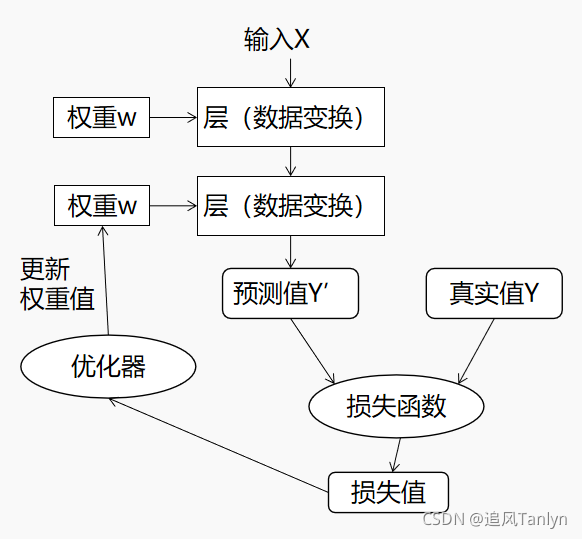 输入X
权重w
层（数据变换）
权重w
层（数据变换）
更新
权重值
预测值Y′
真实值Y
优化器
损失函数
损失值
CSDN @追风Tanlyn